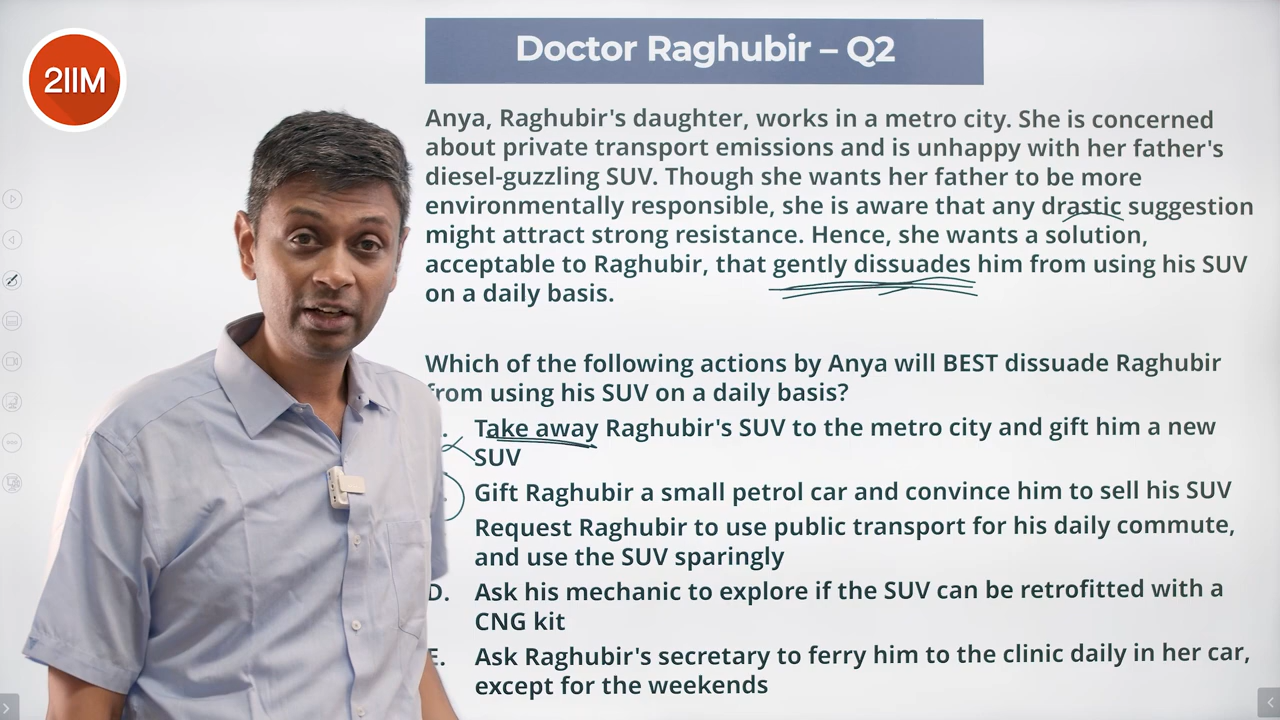 2IIM
Doctor Raghubir – Q2
Anya, Raghubir's daughter, works in a metro city. She is concerned
about private transport emissions and is unhappy with her father's
diesel-guzzling SUV. Though she wants her father to be more
environmentally responsible, she is aware that any drastic suggestion
might attract strong resistance. Hence, she wants a solution,
acceptable to Raghubir, that gently dissuades him from using his SUV
on a daily basis.
Which of the following actions by Anya will BEST dissuade Raghubir
from using his SUV on a daily basis?
Take away Raghubir's SUV to the metro city and gift him a new
SUV
Gift Raghubir a small petrol car and convince him to sell his SUV
Request Raghubir to use public transport for his daily commute,
and use the SUV sparingly
D. Ask his mechanic to explore if the SUV can be retrofitted with a
CNG kit
E. Ask Raghubir's secretary to ferry him to the clinic daily in her car,
except for the weekends